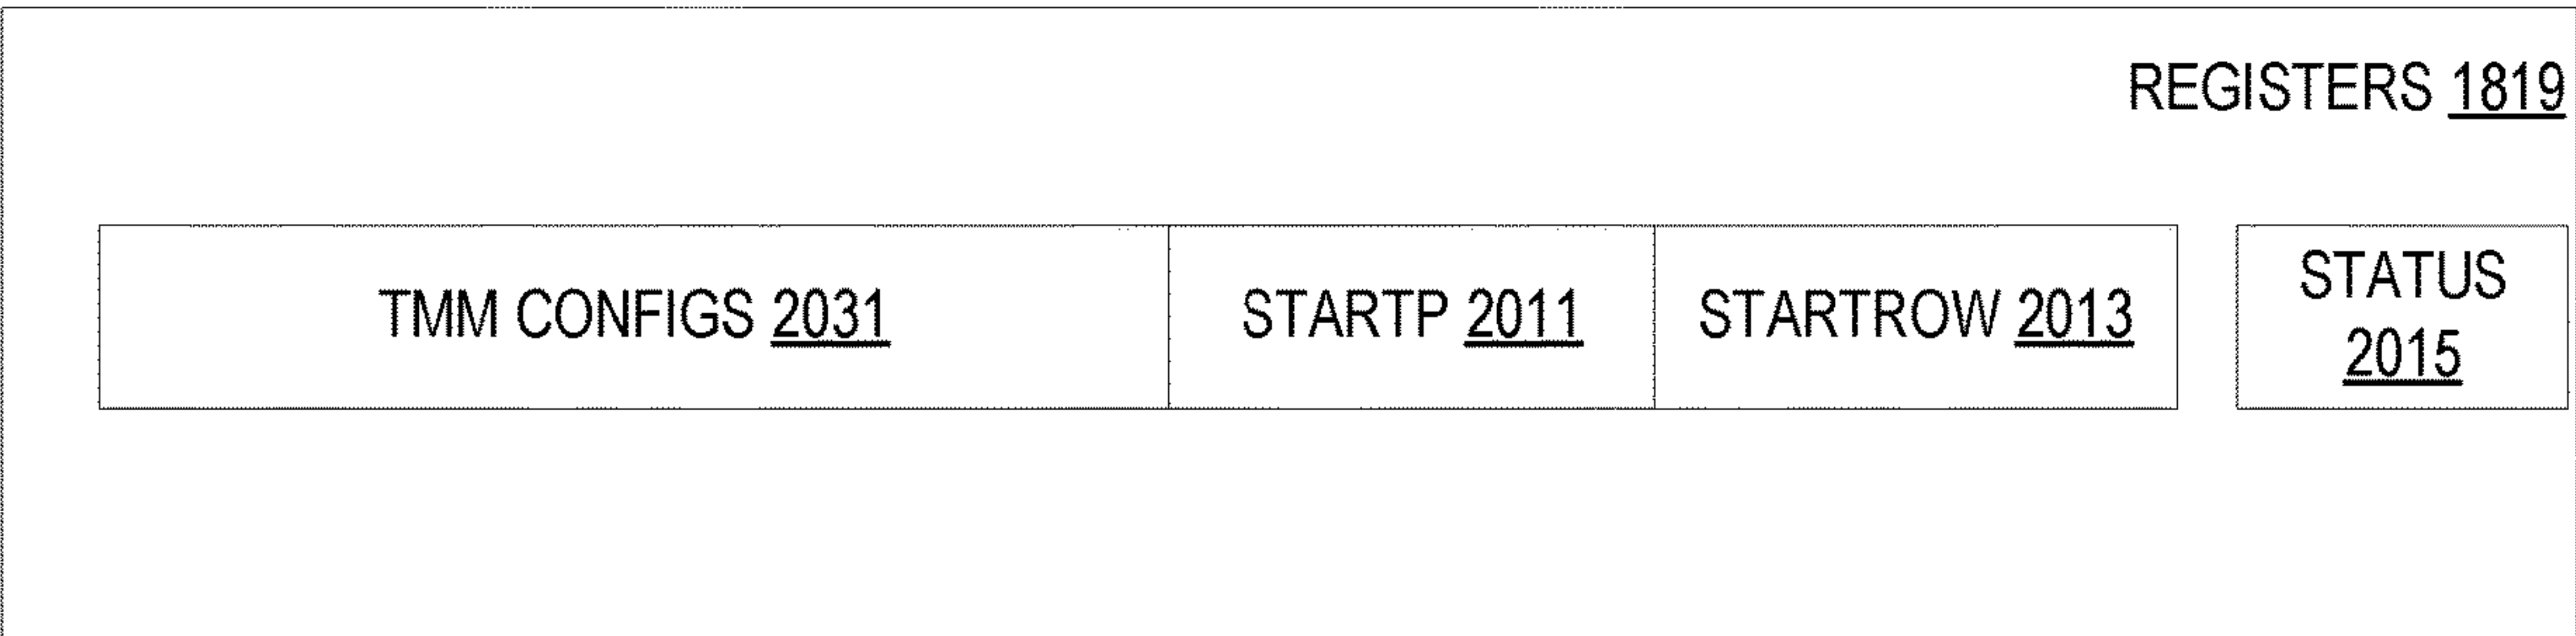 REGISTERS 1819
TMM CONFIGS 2031
STARTP 2011
STARTROW 2013
STATUS
2015